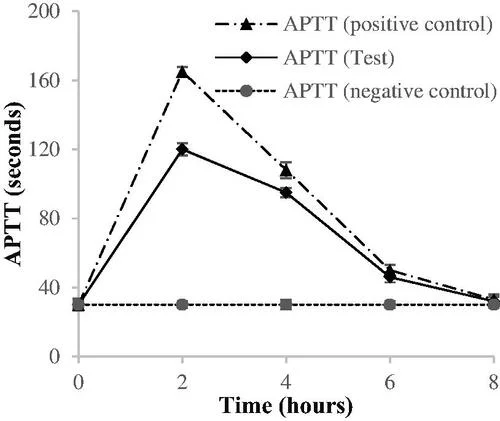 200
160
120
80
40
0
APTT (seconds)
APTT (positive control)
APTT (Test)
APTT (negative control)
0 2 4 6 8
Time (hours)